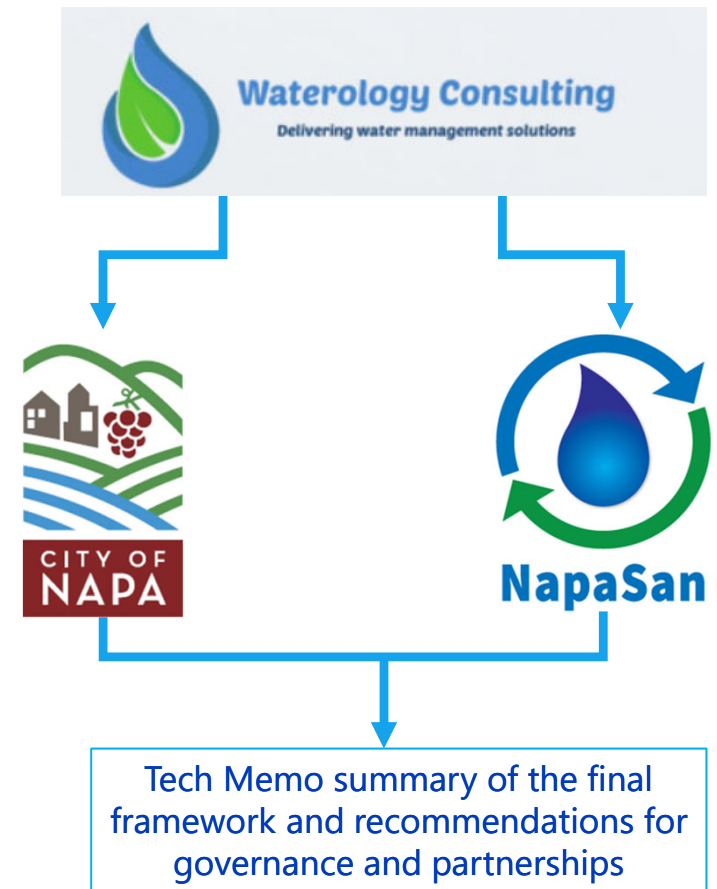 Waterology Consulting
Delivering water management solutions
CITY OF
NAPA
NapaSan
Tech Memo summary of the final
framework and recommendations for
governance and partnerships